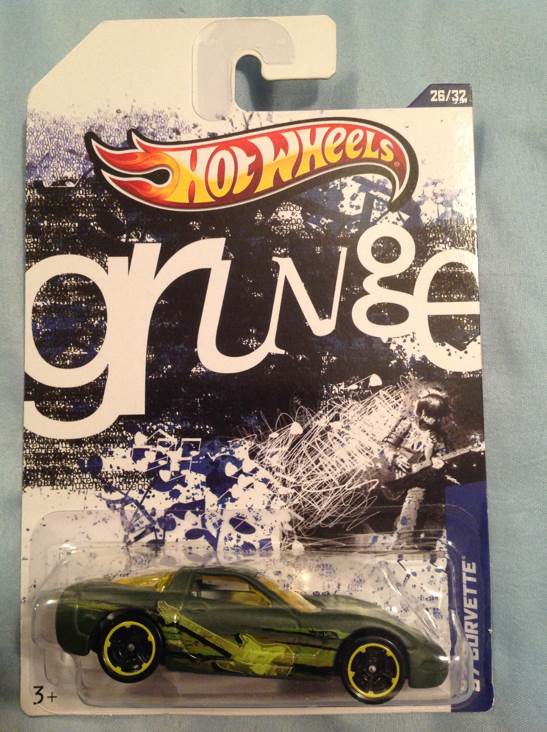 26/32
HOT WHEELS
grunge
'97 CORVETTE
3+